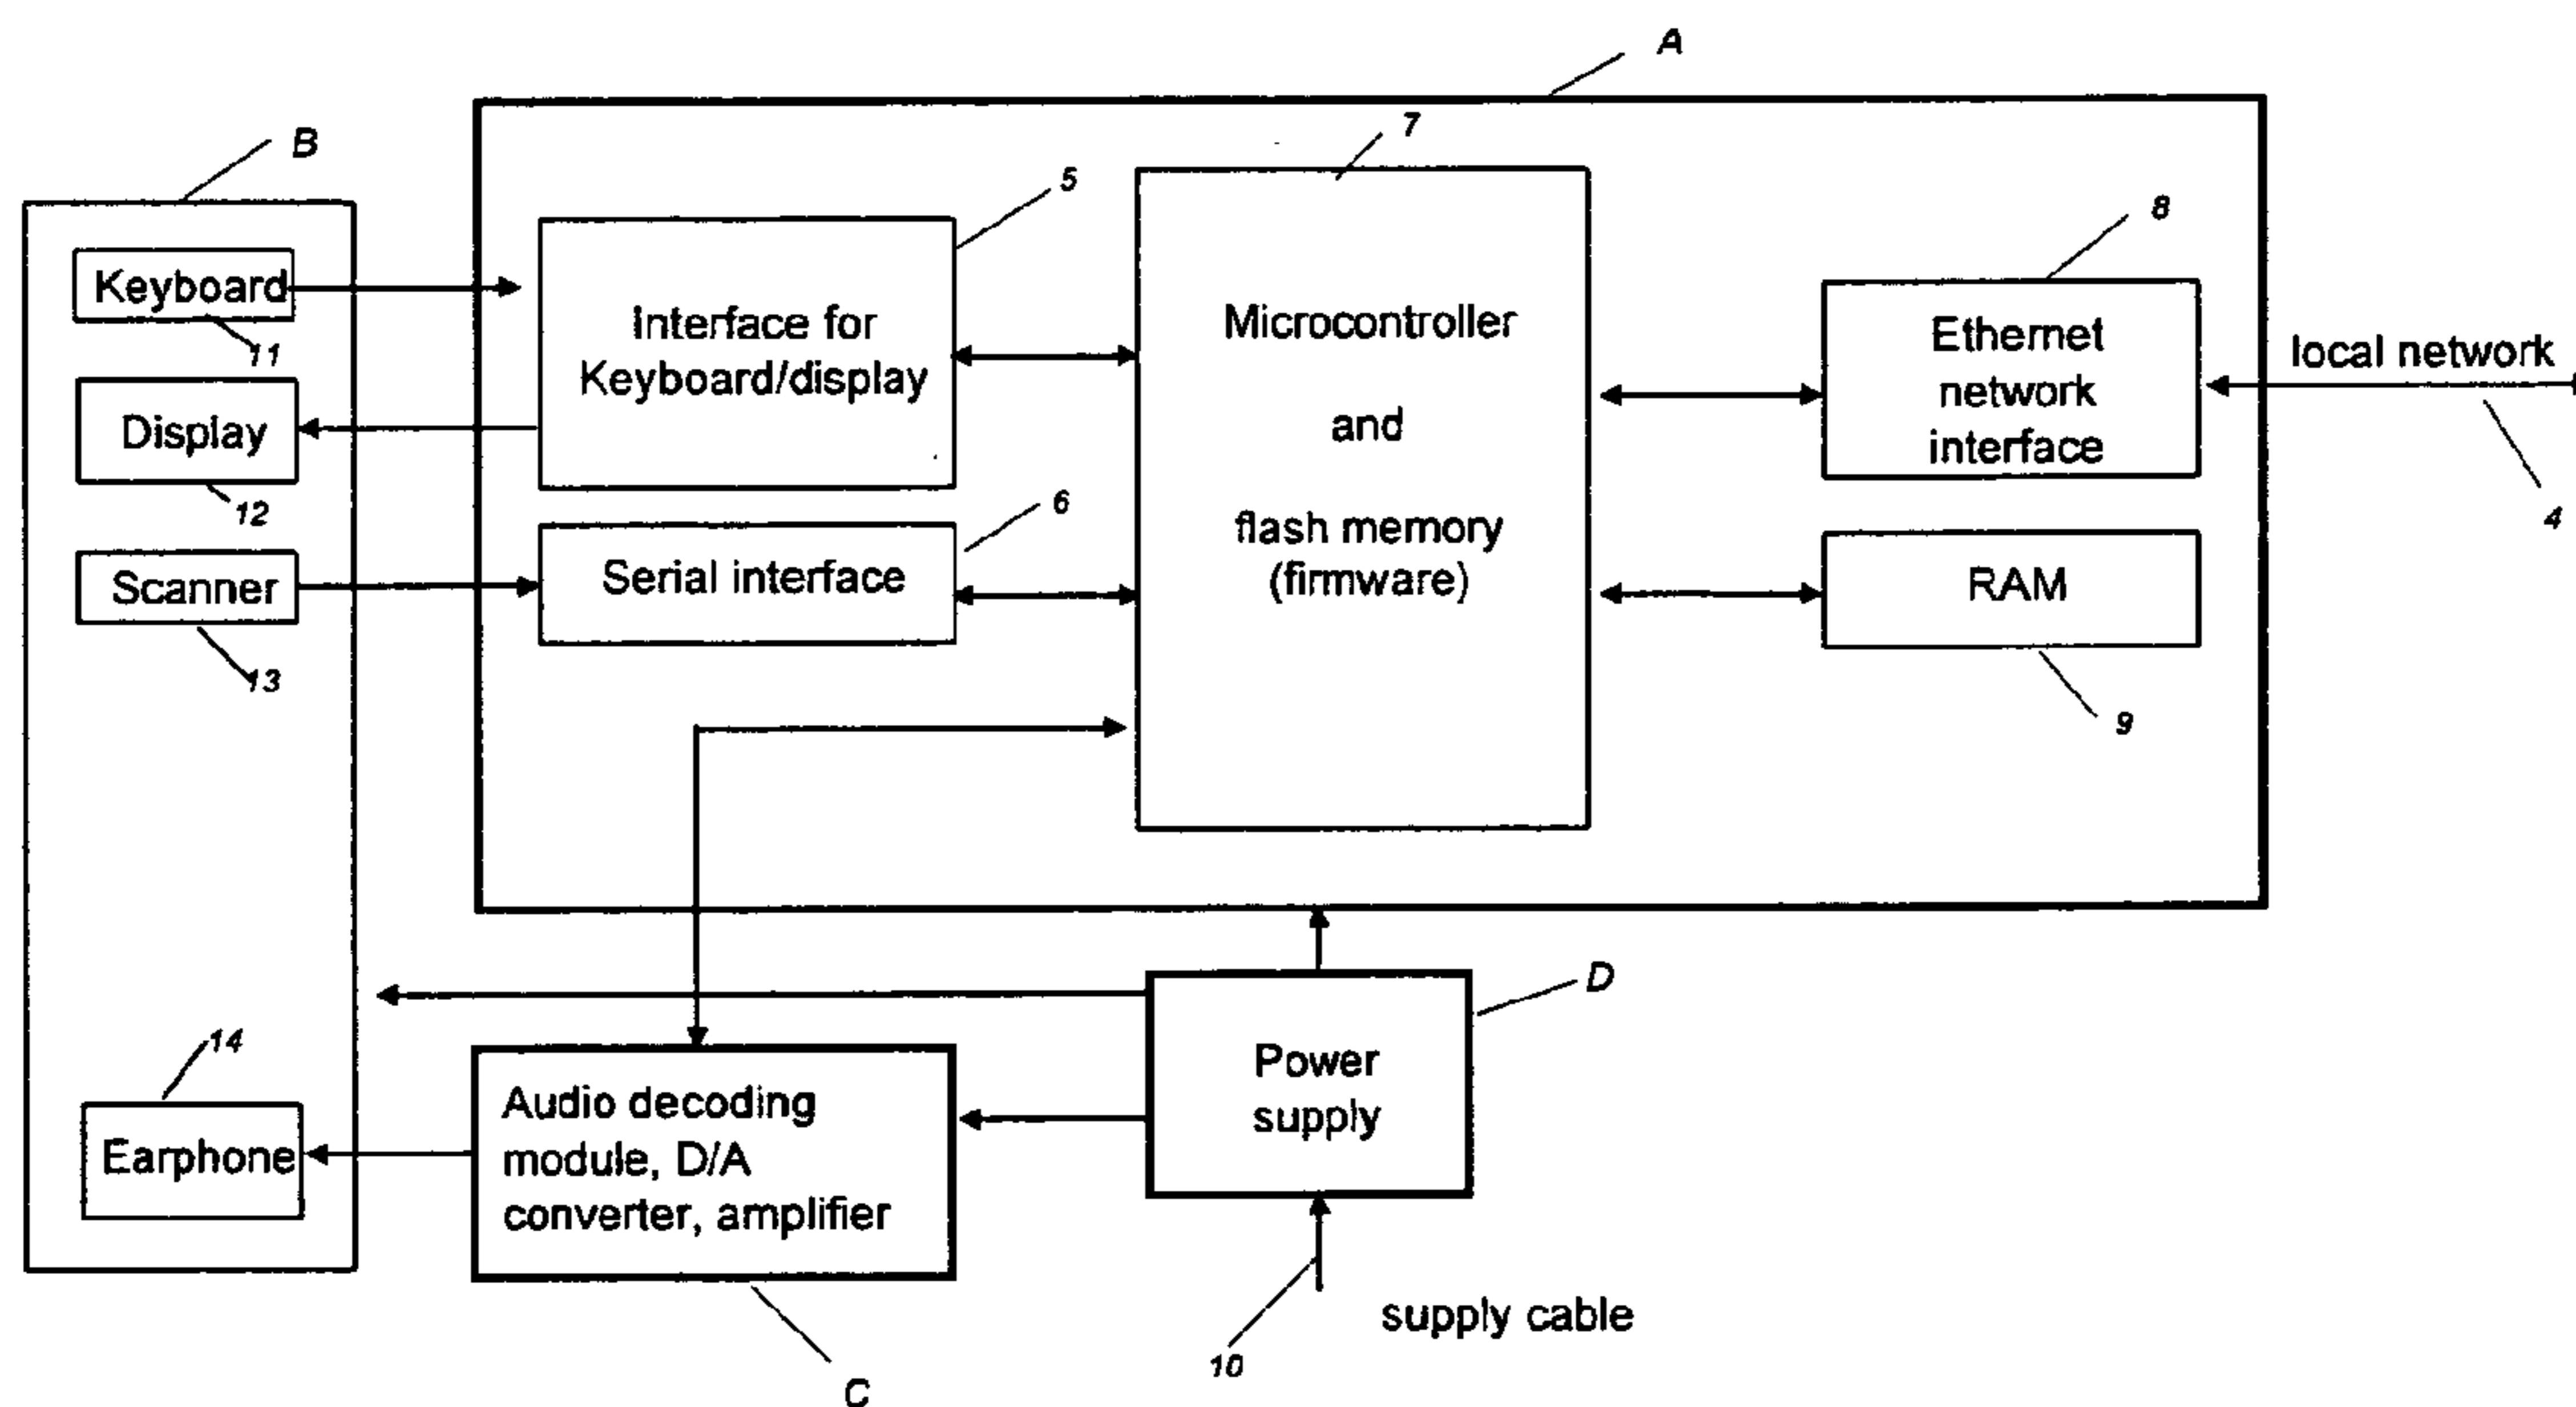 A
B
7
5
8
Keyboard
11
Interface for
Keyboard/display
Microcontroller
and
flash memory
(firmware)
Ethernet
network
interface
local network
4
Display
12
6
Scanner
13
Serial interface
RAM
9
14
Earphone
Audio decoding
module, D/A
converter, amplifier
C
Power
supply
D
10
supply cable